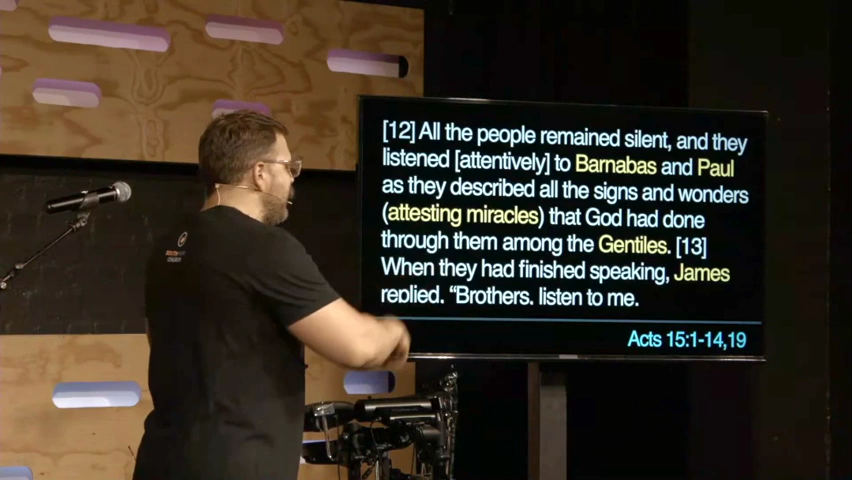 [12] All the people remained silent, and they
listened [attentively] to Barnabas and Paul
as they described all the signs and wonders
(attesting miracles) that God had done
through them among the Gentiles. [13]
When they had finished speaking, James
replied, “Brothers, listen to me.
Acts 15:1-14,19